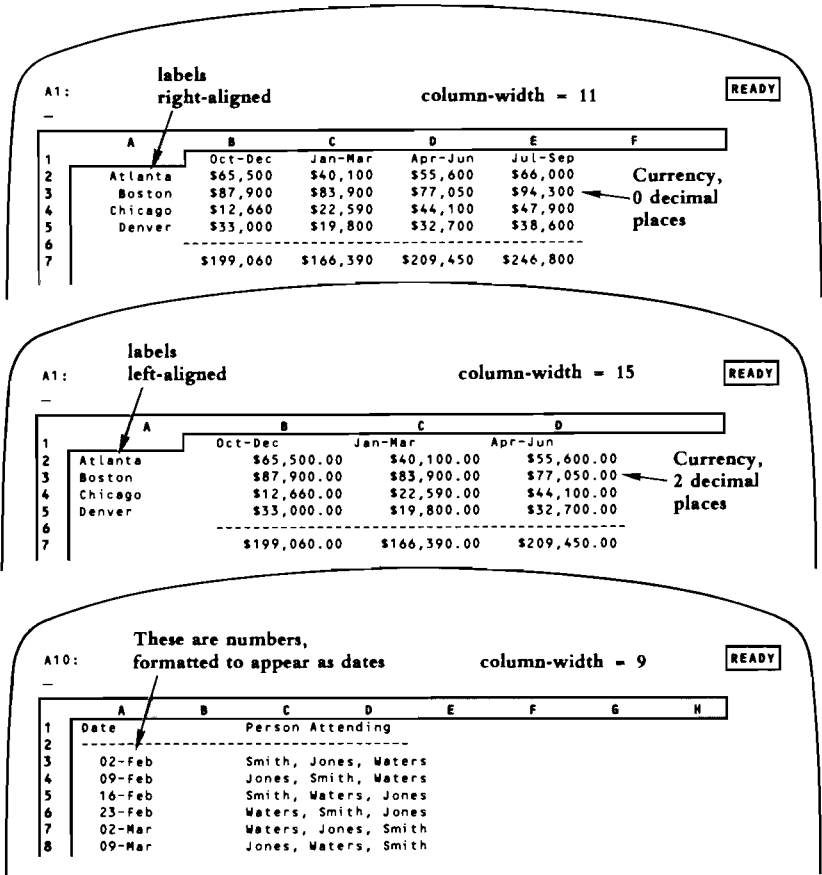 labels
right-aligned
A1:
column-width = 11
READY
A B C D E F
1 Oct-Dec Jan-Mar Apr-Jun Jul-Sep
2 Atlanta $65,500 $40,100 $55,600 $66,000
3 Boston $87,900 $83,900 $77,050 $94,300
4 Chicago $12,660 $22,590 $44,100 $47,900
5 Denver $33,000 $19,800 $32,700 $38,600
6 ----------------------------------------
7 $199,060 $166,390 $209,450 $246,800
Currency,
0 decimal
places
labels
left-aligned
A1:
column-width = 15
READY
A B C D
1 Oct-Dec Jan-Mar Apr-Jun
2 Atlanta $65,500.00 $40,100.00 $55,600.00
3 Boston $87,900.00 $83,900.00 $77,050.00
4 Chicago $12,660.00 $22,590.00 $44,100.00
5 Denver $33,000.00 $19,800.00 $32,700.00
6 ----------------------------------------
7 $199,060.00 $166,390.00 $209,450.00
Currency,
2 decimal
places
These are numbers,
formatted to appear as dates
A10:
column-width = 9
READY
A B C D E F G H
1 Date Person Attending
2 ----------------------------------------
3 02-Feb Smith, Jones, Waters
4 09-Feb Jones, Smith, Waters
5 16-Feb Smith, Waters, Jones
6 23-Feb Waters, Smith, Jones
7 02-Mar Waters, Jones, Smith
8 09-Mar Jones, Waters, Smith